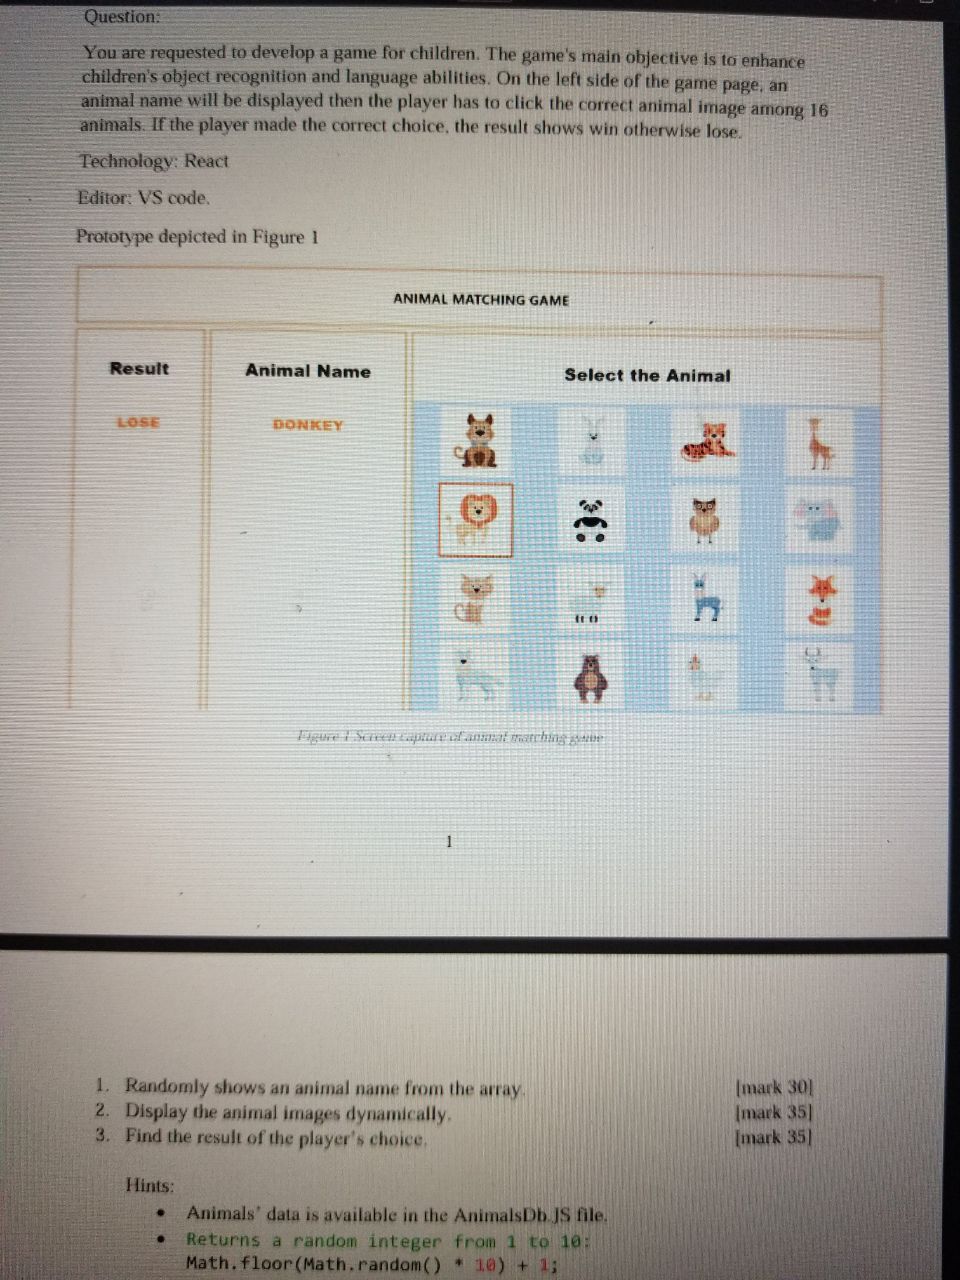 Question:
You are requested to develop a game for children. The game's main objective is to enhance
children's object recognition and language abilities. On the left side of the game page, an
animal name will be displayed then the player has to click the correct animal image among 16
animals. If the player made the correct choice, the result shows win otherwise lose.
Technology: React
Editor: VS code.
Prototype depicted in Figure 1
ANIMAL MATCHING GAME
Result
Animal Name
Select the Animal
LOSE
DONKEY
Figure 1 Screen capture of animal matching game
1
1. Randomly shows an animal name from the array. [mark 30]
2. Display the animal images dynamically. [mark 35]
3. Find the result of the player's choice. [mark 35]
Hints:
• Animals' data is available in the AnimalsDb.JS file.
• Returns a random integer from 1 to 10:
Math.floor(Math.random() * 10) + 1;